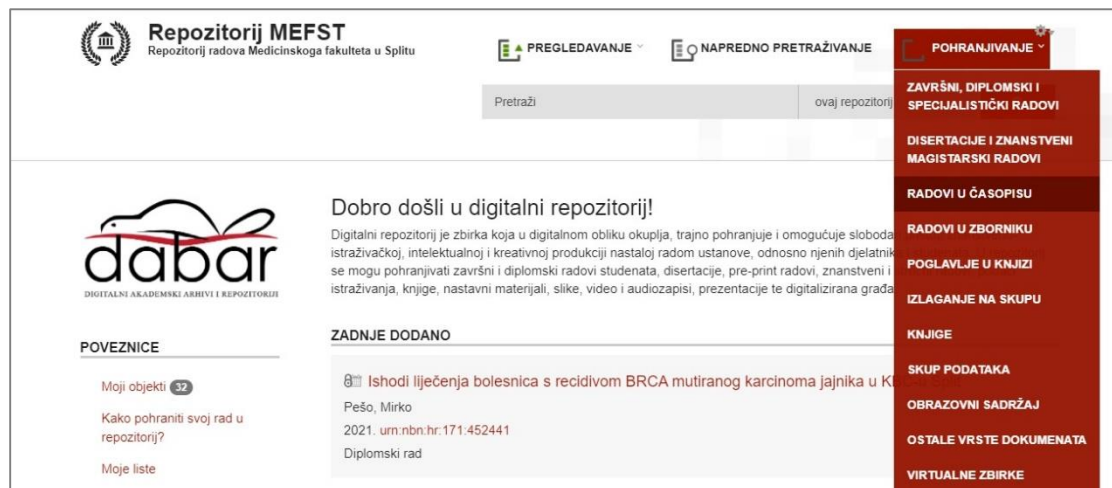 Repozitorij MEFST
Repozitorij radova Medicinskoga fakulteta u Splitu
PREGLEDAVANJE
NAPREDNO PRETRAŽIVANJE
POHRANJIVANJE
Pretraži
ovaj repozitorij
ZAVRŠNI, DIPLOMSKI I
SPECIJALISTIČKI RADOVI
DISERTACIJE I ZNANSTVENI
MAGISTARSKI RADOVI
RADOVI U ČASOPISU
RADOVI U ZBORNIKU
POGLAVLJE U KNJIZI
IZLAGANJE NA SKUPU
KNJIGE
SKUP PODATAKA
OBRAZOVNI SADRŽAJ
OSTALE VRSTE DOKUMENATA
VIRTUALNE ZBIRKE
dabar
DIGITALNI AKADEMSKI ARHIVI I REPOZITORIJI
POVEZNICE
Moji objekti 32
Kako pohraniti svoj rad u
repozitorij?
Moje liste
Dobro došli u digitalni repozitorij!
Digitalni repozitorij je zbirka koja u digitalnom obliku okuplja, trajno pohranjuje i omogućuje sloboda
istraživačkoj, intelektualnoj i kreativnoj produkciji nastaloj radom ustanove, odnosno njenih djelatnika
se mogu pohranjivati završni i diplomski radovi studenata, disertacije, pre-print radovi, znanstveni i
istraživanja, knjige, nastavni materijali, slike, video i audiozapisi, prezentacije te digitalizirana građa
ZADNJE DODANO
Ishodi liječenja bolesnica s recidivom BRCA mutiranog karcinoma jajnika u KBC-u Split
Pešo, Mirko
2021. urn:nbn:hr:171:452441
Diplomski rad